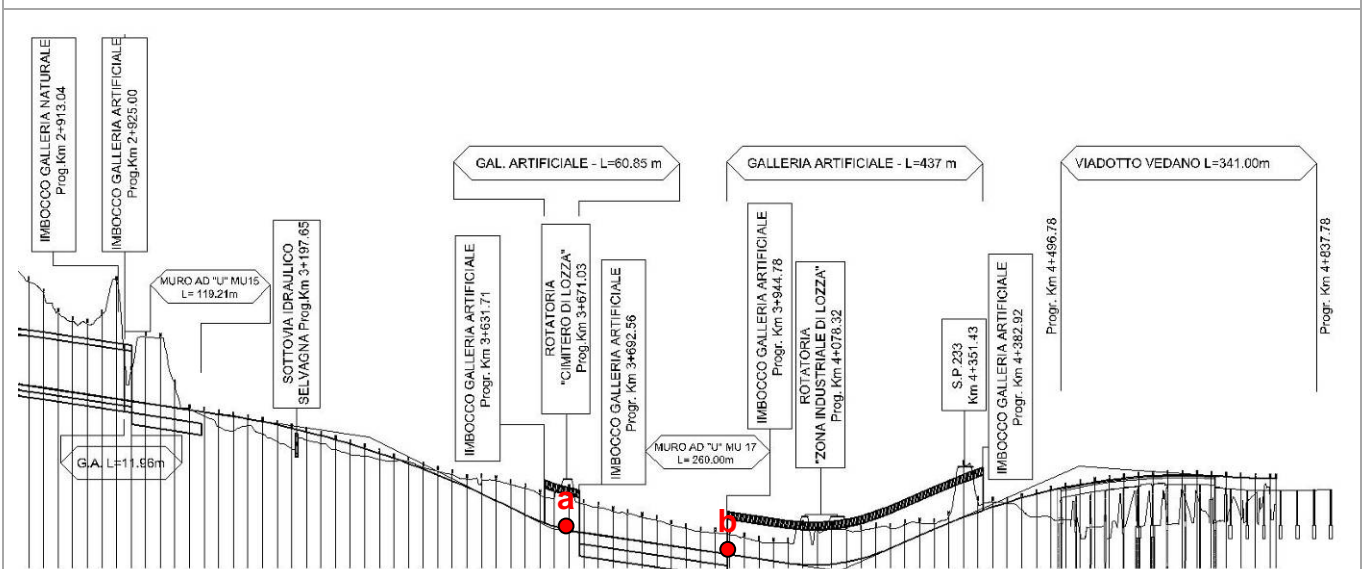 IMBOCCO GALLERIA NATURALE
Prog.Km 2+913.04
IMBOCCO GALLERIA ARTIFICIALE
Prog.Km 2+925.00
MURO AD "U" MU15
L= 119.21m
G.A. L=11.96m
SOTTOVIA IDRAULICO
SELVAGNA Prog.Km 3+197.65
GAL. ARTIFICIALE - L=60.85 m
IMBOCCO GALLERIA ARTIFICIALE
Progr. Km 3+631.71
ROTATORIA
"CIMITERO DI LOZZA"
Prog.Km 3+671.03
IMBOCCO GALLERIA ARTIFICIALE
Progr. Km 3+692.56
a
MURO AD "U" MU 17
L= 260.00m
GALLERIA ARTIFICIALE - L=437 m
IMBOCCO GALLERIA ARTIFICIALE
Progr. Km 3+944.78
b
ROTATORIA
"ZONA INDUSTRIALE DI LOZZA"
Prog. Km 4+078.32
S.P.233
Km 4+351.43
IMBOCCO GALLERIA ARTIFICIALE
Progr. Km 4+382.92
VIADOTTO VEDANO L=341.00m
Progr. Km 4+496.78
Progr. Km 4+837.78